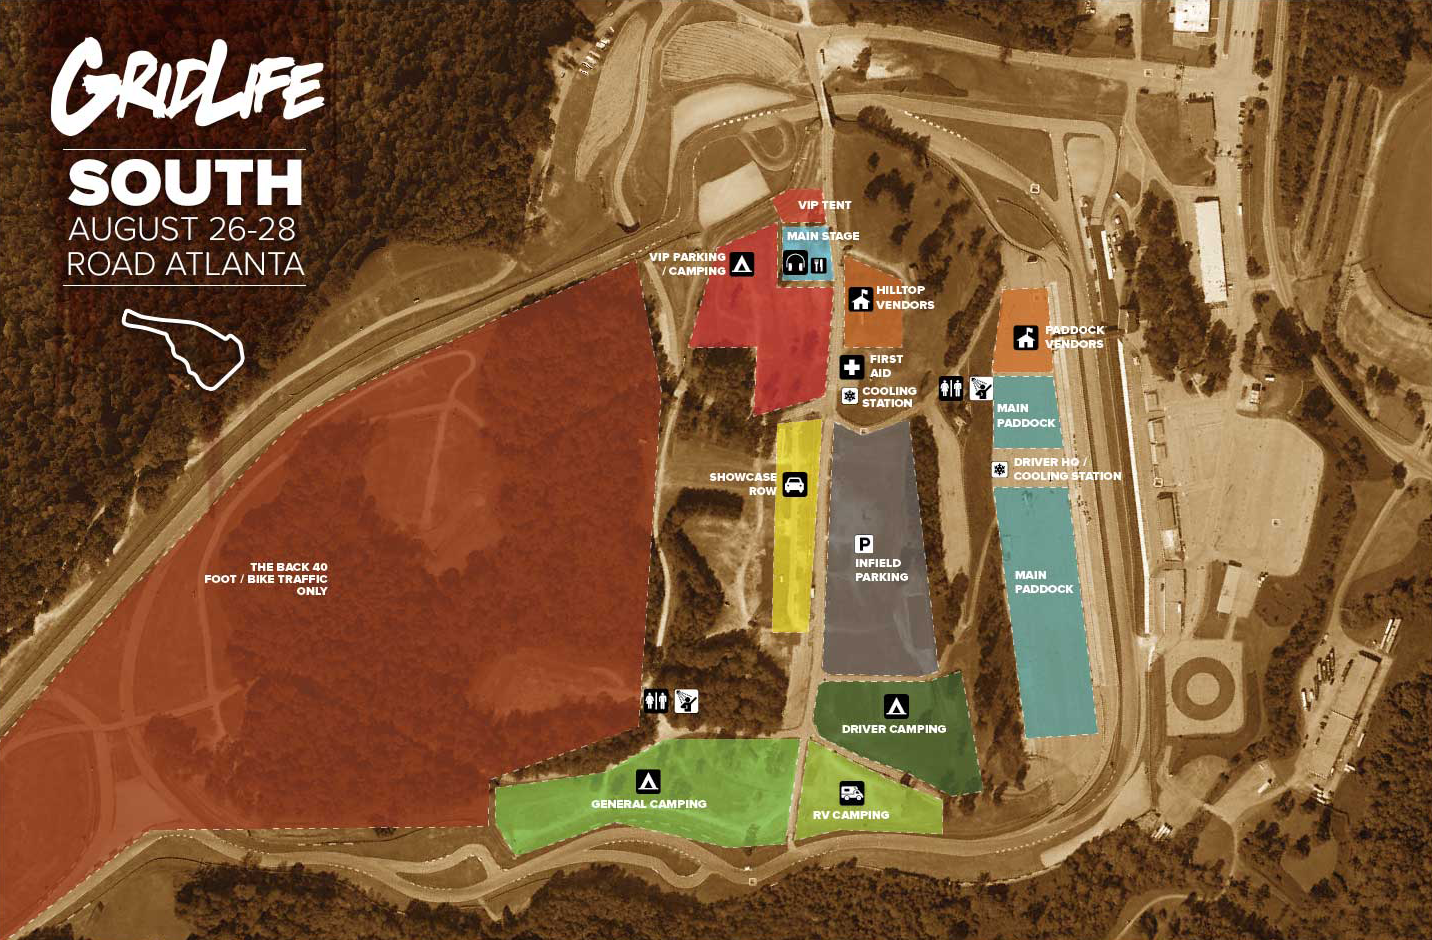 GRIDLIFE
SOUTH
AUGUST 26-28
ROAD ATLANTA
VIP TENT
MAIN STAGE
VIP PARKING
/ CAMPING
HILLTOP
VENDORS
PADDOCK
VENDORS
FIRST
AID
COOLING
STATION
MAIN
PADDOCK
DRIVER HQ /
COOLING STATION
SHOWCASE
ROW
P
INFIELD
PARKING
THE BACK 40
FOOT / BIKE TRAFFIC
ONLY
MAIN
PADDOCK
DRIVER CAMPING
GENERAL CAMPING
RV CAMPING